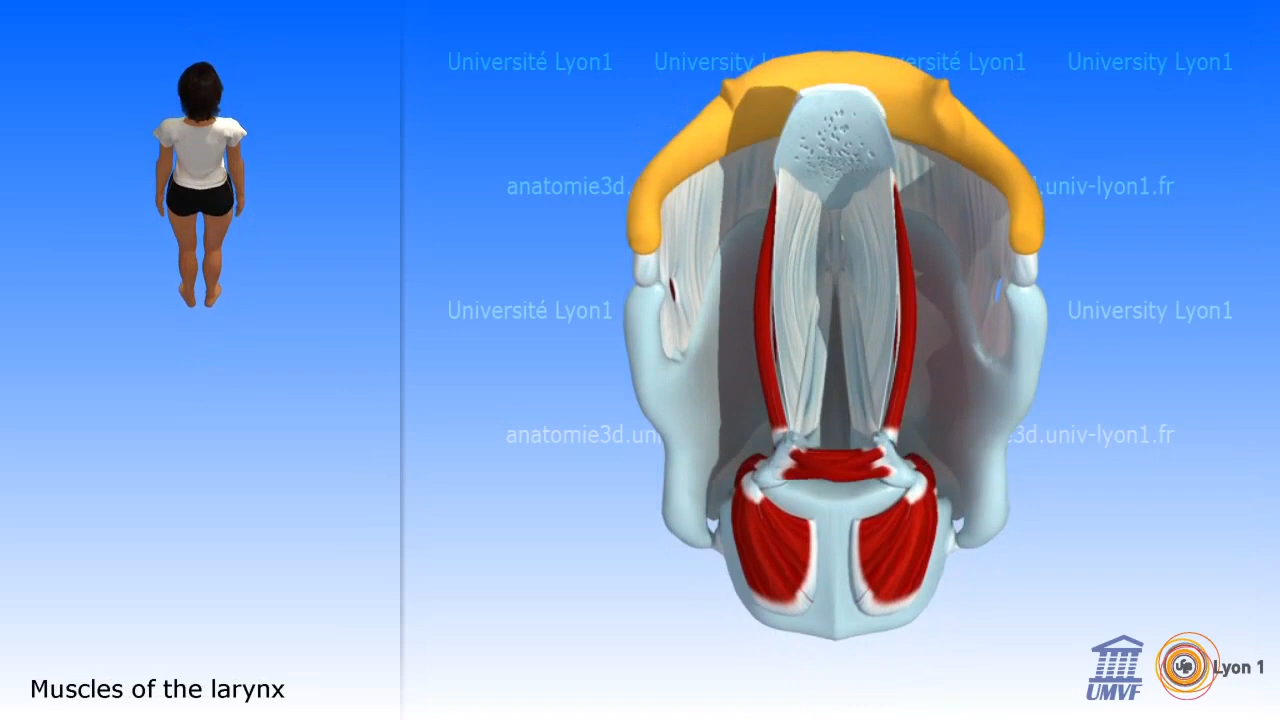 Université Lyon1 University L ersité Lyon1 University Lyon1
anatomie3d. .univ-lyon1.fr
Université Lyon1 University Lyon1
anatomie3d.un 3d.univ-lyon1.fr
Muscles of the larynx
UMVF
Lyon 1